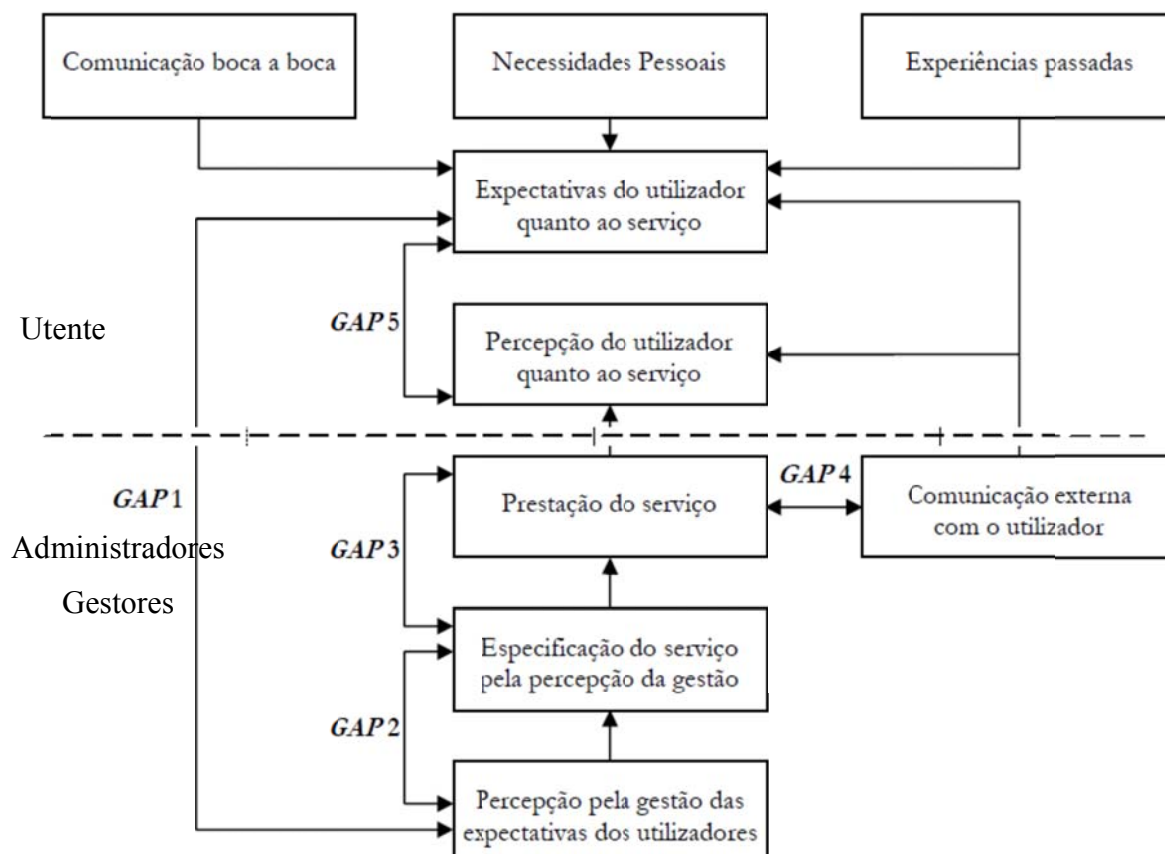 Comunicação boca a boca
Necessidades Pessoais
Experiências passadas
Expectativas do utilizador
quanto ao serviço
Utente
GAP 5
Percepção do utilizador
quanto ao serviço
GAP 1
Prestação do serviço
GAP 4
Comunicação externa
com o utilizador
Administradores
Gestores
GAP 3
Especificação do serviço
pela percepção da gestão
GAP 2
Percepção pela gestão das
expectativas dos utilizadores